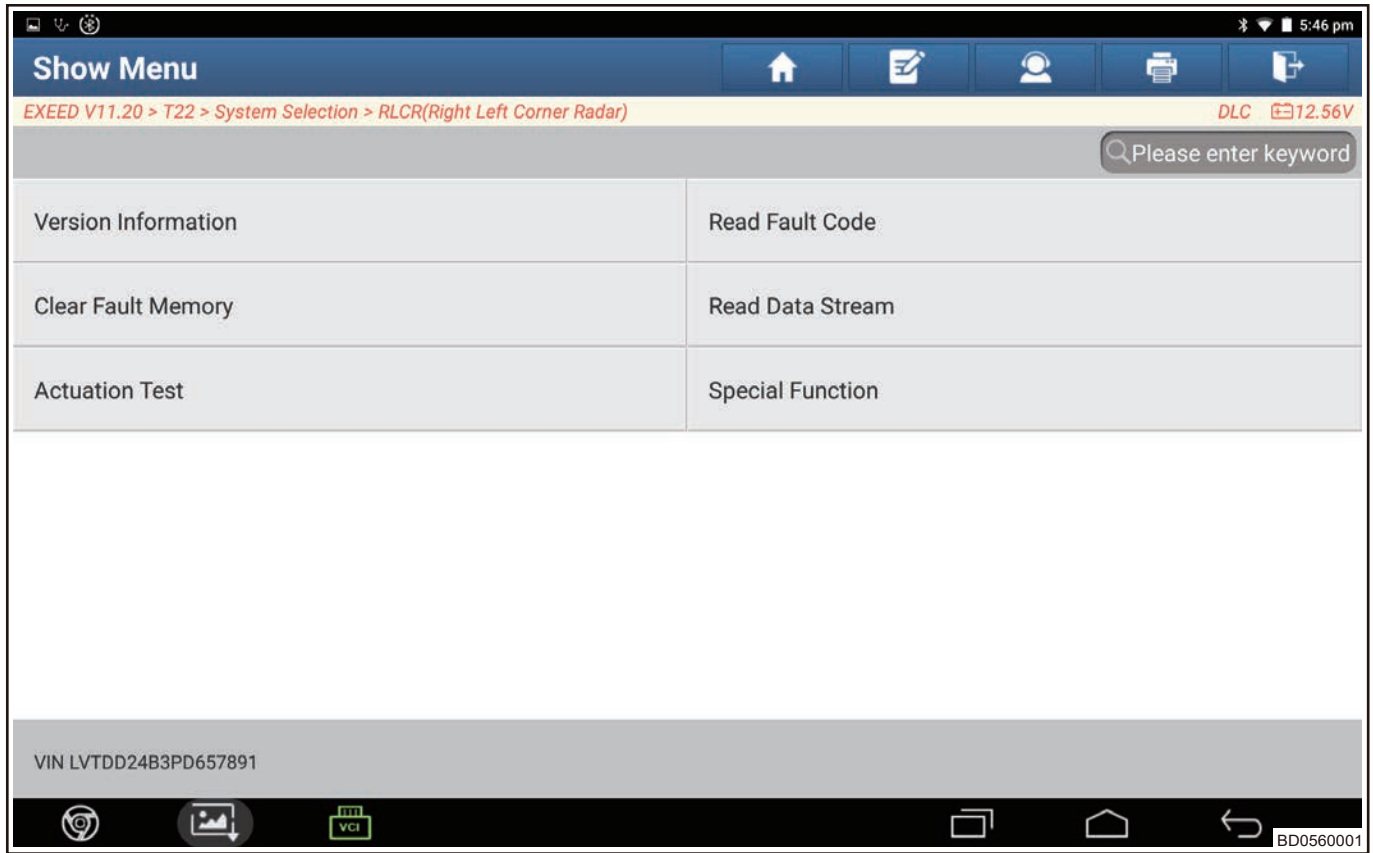 5:46 pm
Show Menu
EXEED V11.20 > T22 > System Selection > RLCR(Right Left Corner Radar)
DLC 12.56V
Please enter keyword
Version Information
Read Fault Code
Clear Fault Memory
Read Data Stream
Actuation Test
Special Function
VIN LVTDD24B3PD657891
VCI
BD0560001